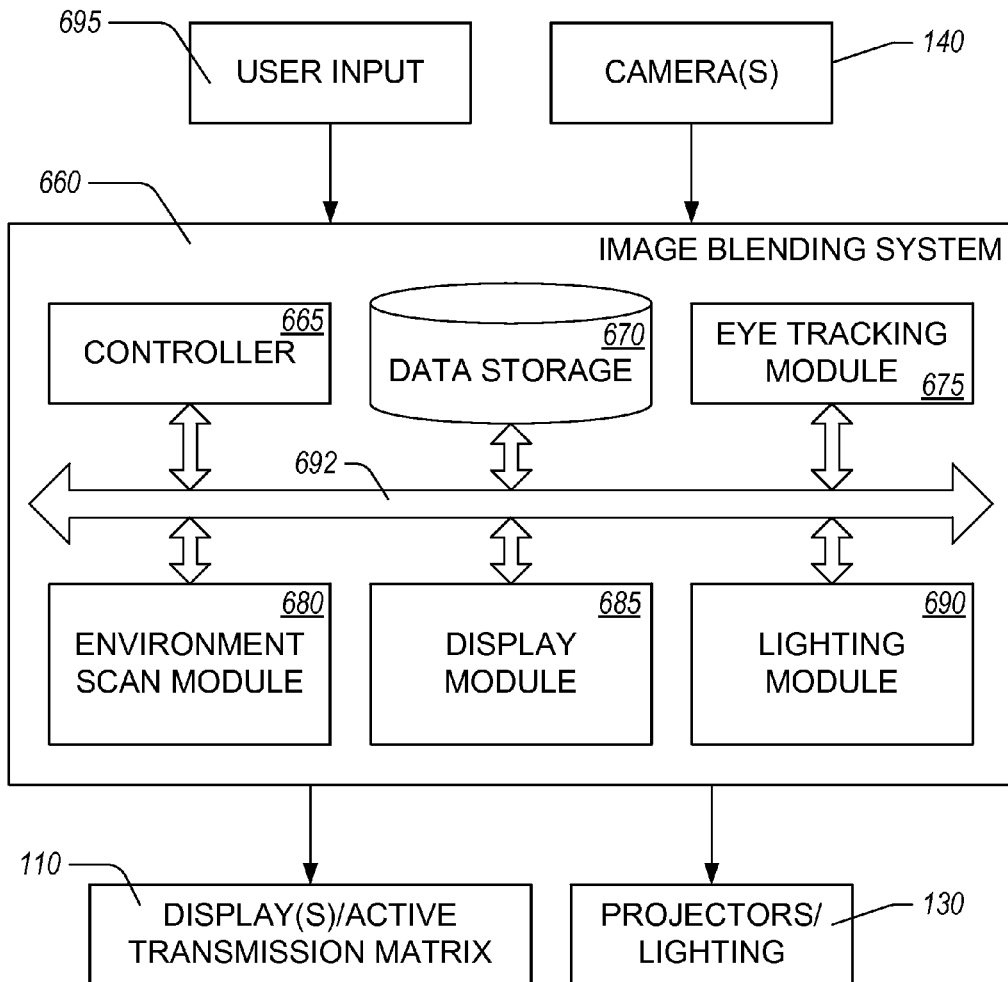 695
USER INPUT
CAMERA(S)
140
660
IMAGE BLENDING SYSTEM
665
CONTROLLER
670
DATA STORAGE
EYE TRACKING
MODULE
675
692
680
ENVIRONMENT
SCAN MODULE
685
DISPLAY
MODULE
690
LIGHTING
MODULE
110
DISPLAY(S)/ACTIVE
TRANSMISSION MATRIX
PROJECTORS/
LIGHTING
130